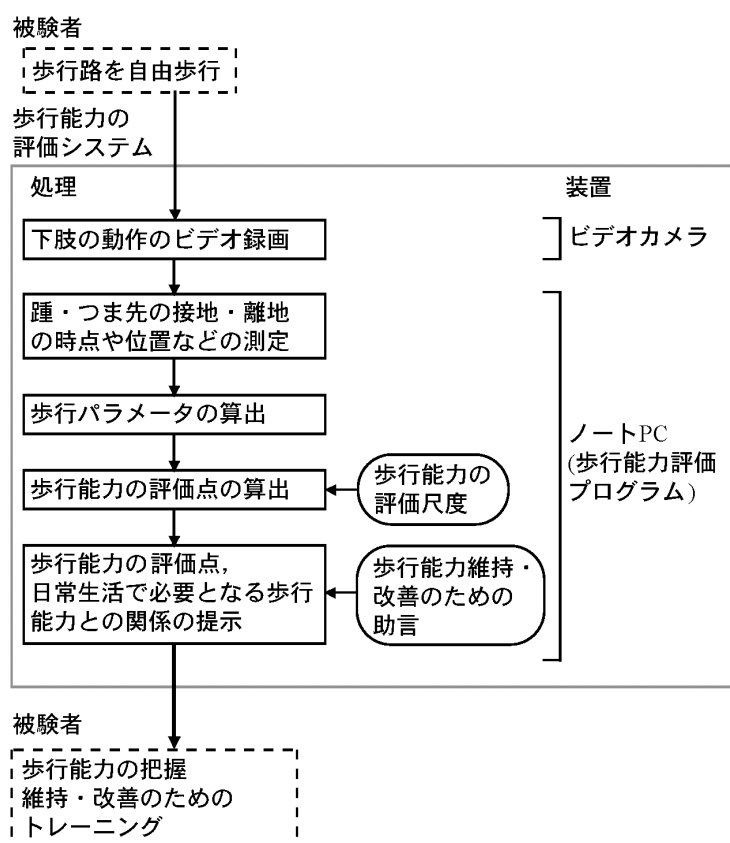 被験者
歩行路を自由歩行
歩行能力の
評価システム
処理
装置
下肢の動作のビデオ録画
ビデオカメラ
踵・つま先の接地・離地
の時点や位置などの測定
歩行パラメータの算出
ノートPC
(歩行能力評価
プログラム)
歩行能力の評価点の算出
歩行能力の
評価尺度
歩行能力の評価点,
日常生活で必要となる歩行
能力との関係の提示
歩行能力維持・
改善のための
助言
被験者
歩行能力の把握
維持・改善のための
トレーニング